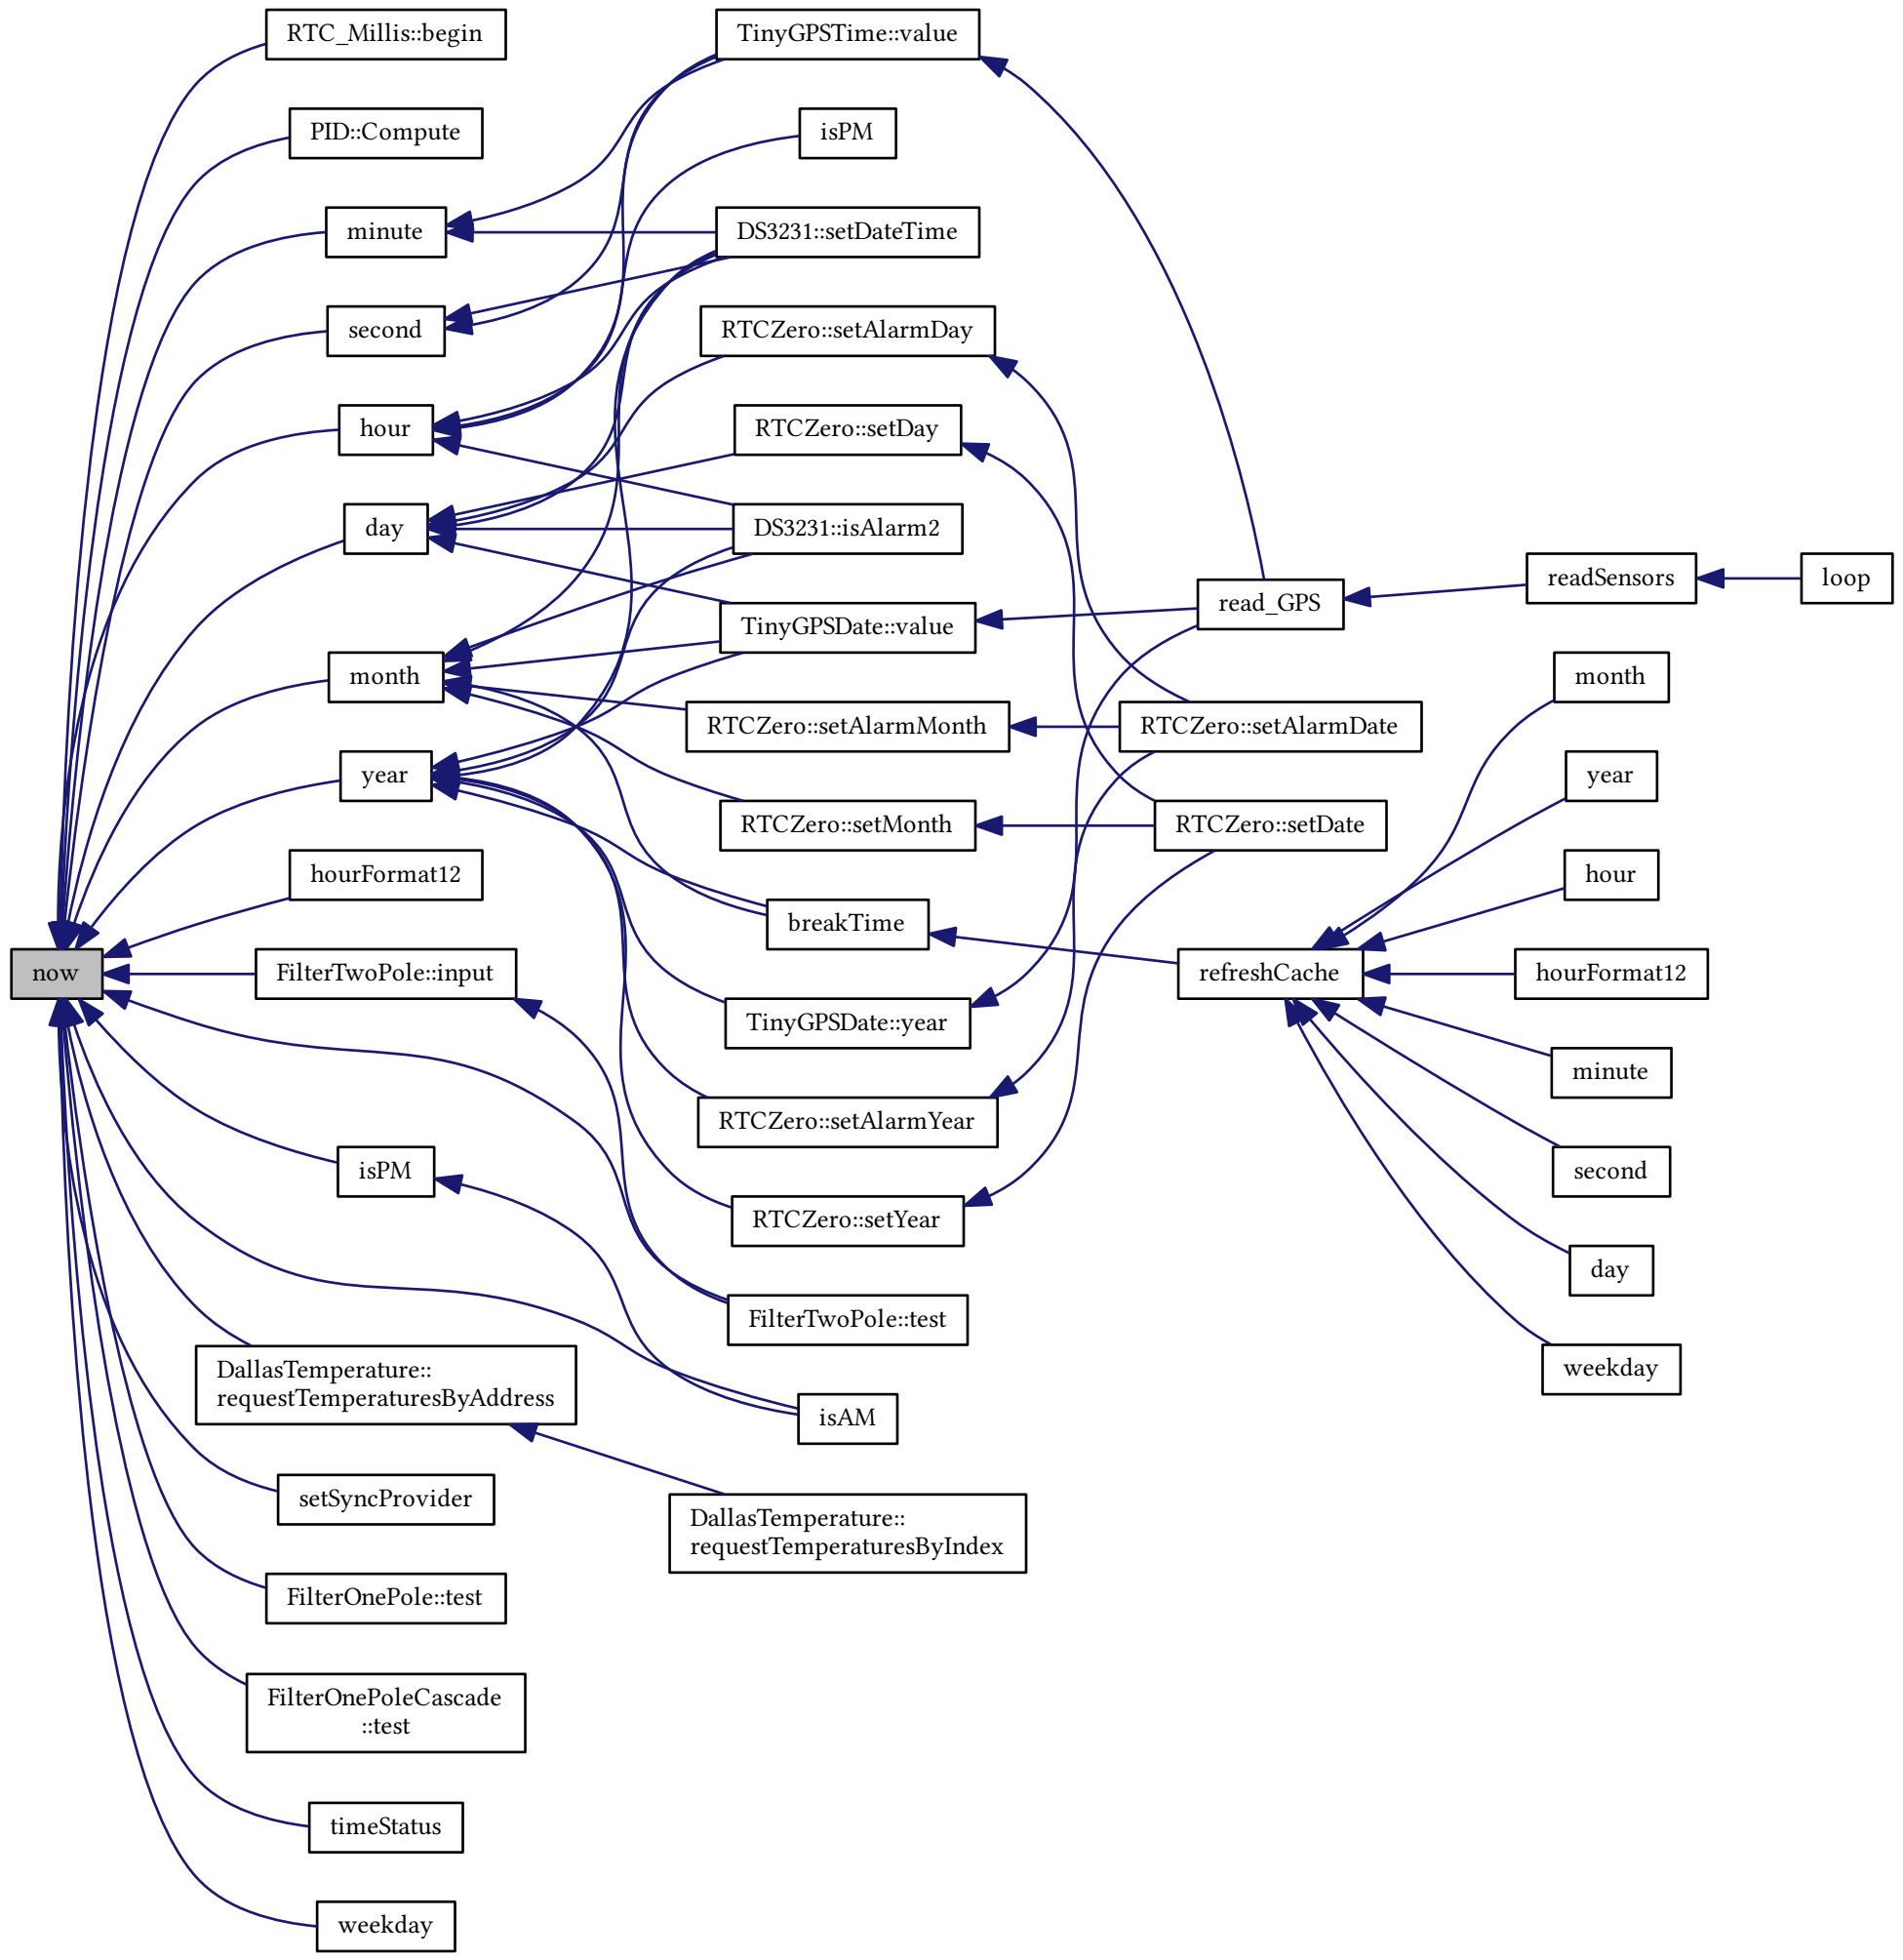 RTC_Millis::begin
PID::Compute
minute
second
hour
day
month
year
hourFormat12
now
FilterTwoPole::input
isPM
DallasTemperature::
requestTemperaturesByAddress
setSyncProvider
FilterOnePole::test
FilterOnePoleCascade
::test
timeStatus
weekday
TinyGPSTime::value
isPM
DS3231::setDateTime
RTCZero::setAlarmDay
RTCZero::setDay
DS3231::isAlarm2
TinyGPSDate::value
RTCZero::setAlarmMonth
RTCZero::setMonth
breakTime
TinyGPSDate::year
RTCZero::setAlarmYear
RTCZero::setYear
FilterTwoPole::test
isAM
DallasTemperature::
requestTemperaturesByIndex
read_GPS
RTCZero::setAlarmDate
RTCZero::setDate
refreshCache
readSensors
loop
month
year
hour
hourFormat12
minute
second
day
weekday